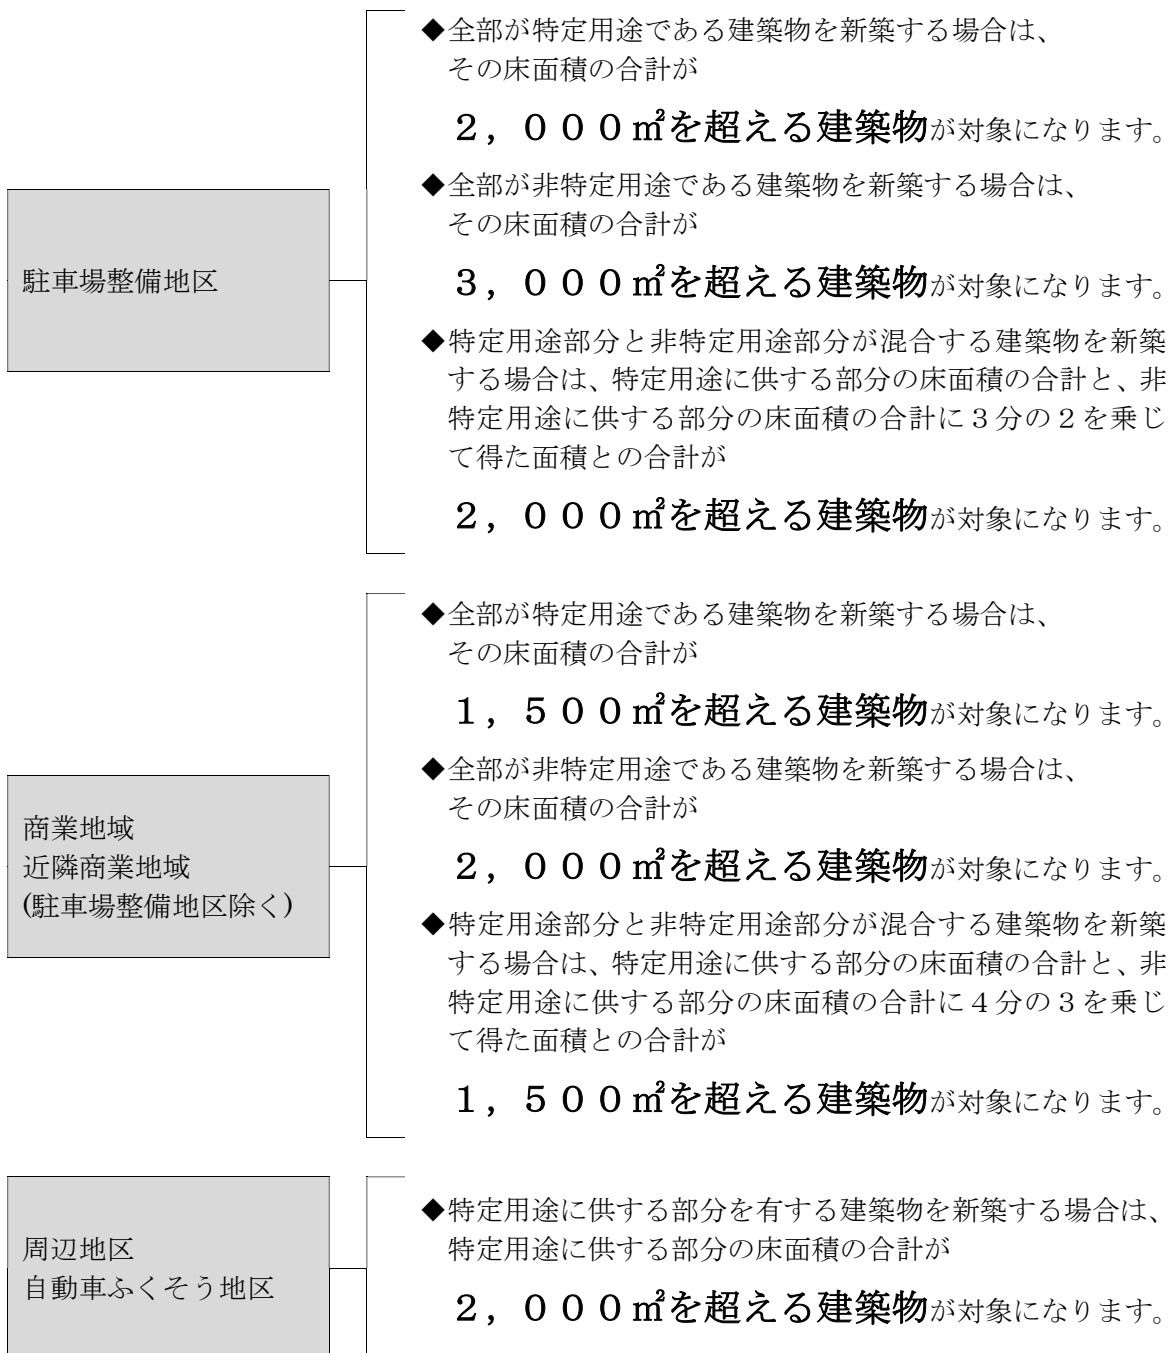 ◆全部が特定用途である建築物を新築する場合は、
その床面積の合計が
２，０００㎡を超える建築物が対象になります。
◆全部が非特定用途である建築物を新築する場合は、
その床面積の合計が
駐車場整備地区
３，０００㎡を超える建築物が対象になります。
◆特定用途部分と非特定用途部分が混合する建築物を新築
する場合は、特定用途に供する部分の床面積の合計と、非
特定用途に供する部分の床面積の合計に３分の２を乗じ
て得た面積との合計が
２，０００㎡を超える建築物が対象になります。
◆全部が特定用途である建築物を新築する場合は、
その床面積の合計が
１，５００㎡を超える建築物が対象になります。
◆全部が非特定用途である建築物を新築する場合は、
その床面積の合計が
商業地域
近隣商業地域
(駐車場整備地区除く)
２，０００㎡を超える建築物が対象になります。
◆特定用途部分と非特定用途部分が混合する建築物を新築
する場合は、特定用途に供する部分の床面積の合計と、非
特定用途に供する部分の床面積の合計に４分の３を乗じ
て得た面積との合計が
１，５００㎡を超える建築物が対象になります。
周辺地区
自動車ふくそう地区
◆特定用途に供する部分を有する建築物を新築する場合は、
特定用途に供する部分の床面積の合計が
２，０００㎡を超える建築物が対象になります。